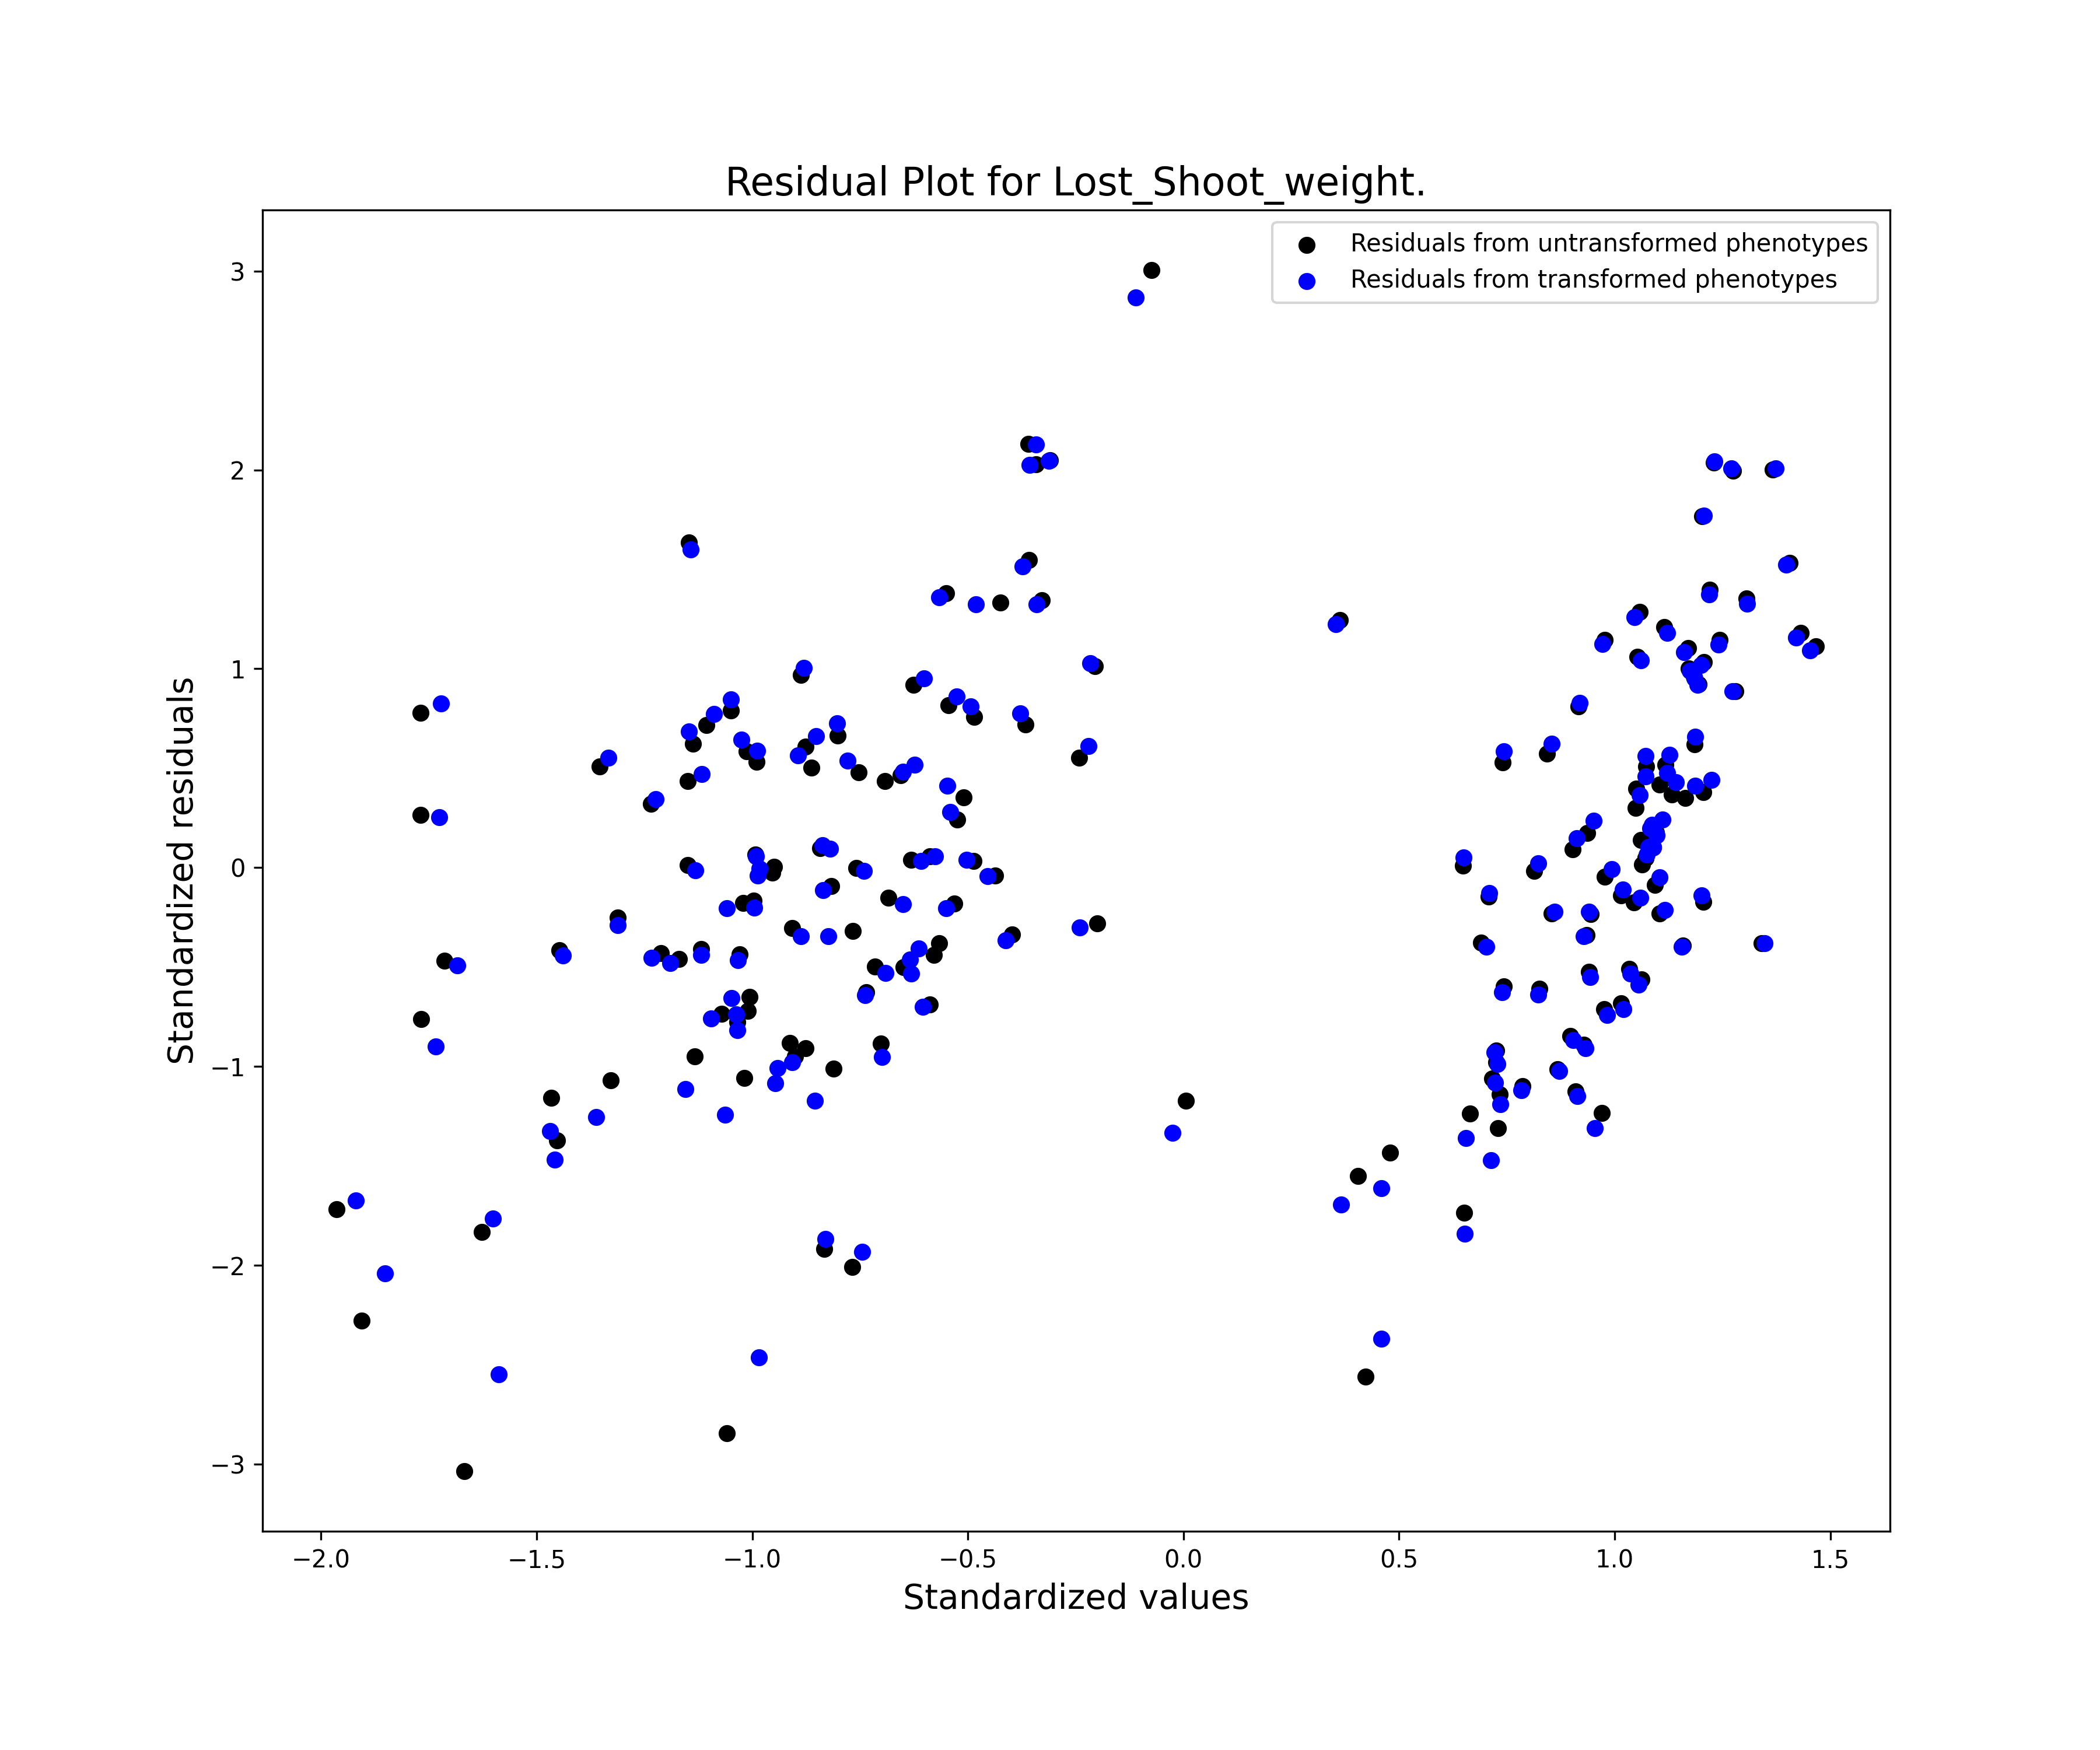 Residual Plot for Lost_Shoot_weight.
Residuals from untransformed phenotypes
Residuals from transformed phenotypes
3
2
1
0
−1
−2
−3
Standardized residuals
−2.0 −1.5 −1.0 −0.5 0.0 0.5 1.0 1.5
Standardized values